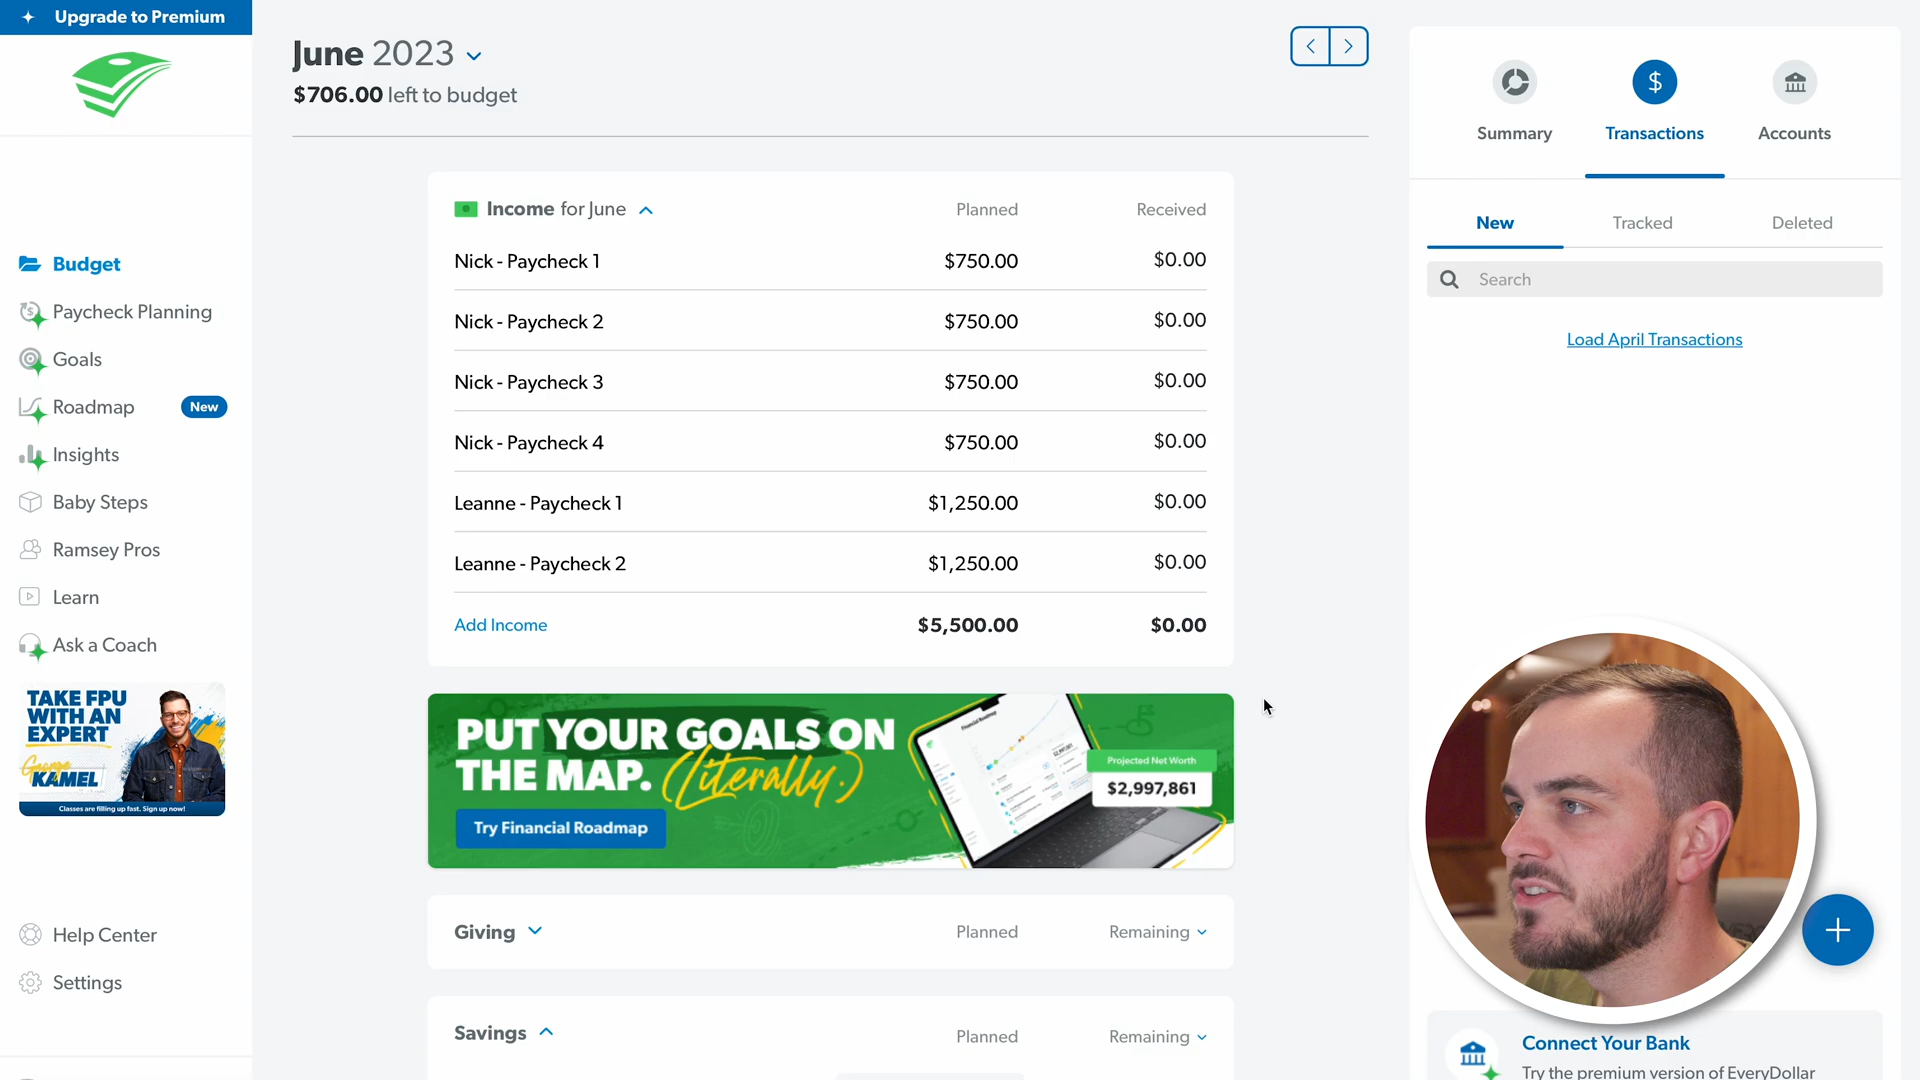 Upgrade to Premium
Budget
Paycheck Planning
Goals
Roadmap
New
Insights
Baby Steps
Ramsey Pros
Learn
Ask a Coach
TAKE FPU
WITH AN
EXPERT
George
KAMEL
Classes are filling up fast. Sign up now!
Help Center
Settings
June 2023
$706.00 left to budget
Income for June
Planned
Received
Nick - Paycheck 1
$750.00
$0.00
Nick - Paycheck 2
$750.00
$0.00
Nick - Paycheck 3
$750.00
$0.00
Nick - Paycheck 4
$750.00
$0.00
Leanne - Paycheck 1
$1,250.00
$0.00
Leanne - Paycheck 2
$1,250.00
$0.00
Add Income
$5,500.00
$0.00
PUT YOUR GOALS ON
THE MAP. (Literally.)
Try Financial Roadmap
Financial Roadmap
Projected Net Worth
$2,997,861
Giving
Planned
Remaining
Savings
Planned
Remaining
Summary
Transactions
Accounts
New
Tracked
Deleted
Search
Load April Transactions
Connect Your Bank
Try the premium version of EveryDollar